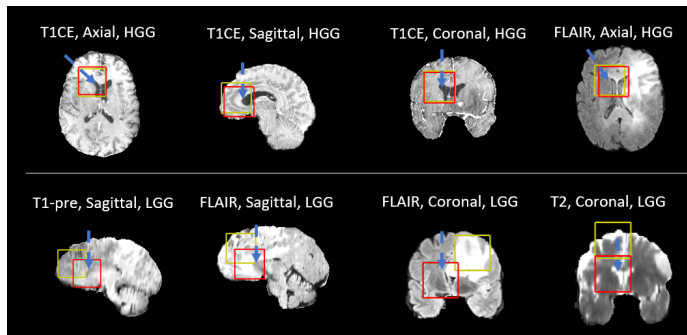 T1CE, Axial, HGG
T1CE, Sagittal, HGG
T1CE, Coronal, HGG
FLAIR, Axial, HGG
T1-pre, Sagittal, LGG
FLAIR, Sagittal, LGG
FLAIR, Coronal, LGG
T2, Coronal, LGG